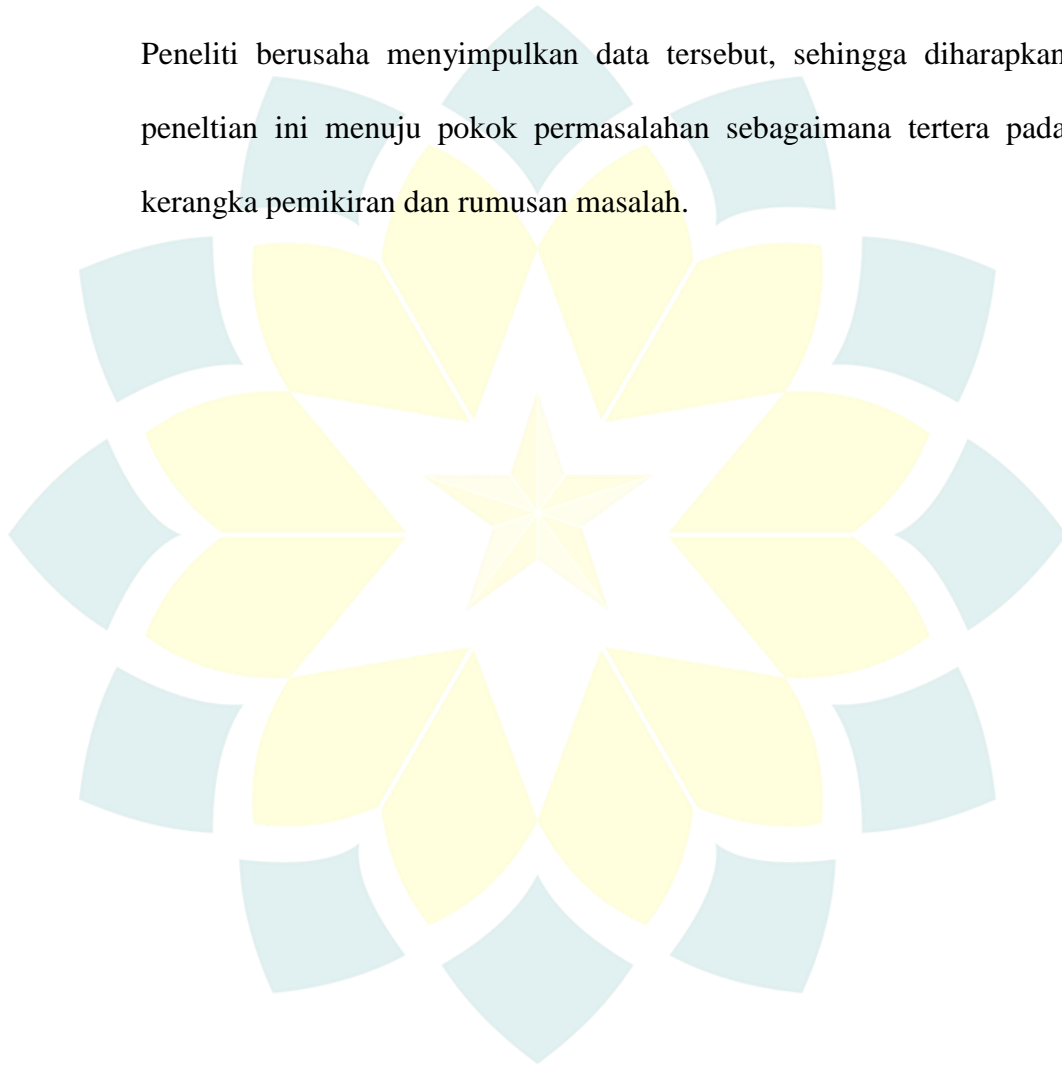 Peneliti berusaha menyimpulkan data tersebut, sehingga diharapkan
peneltian ini menuju pokok permasalahan sebagaimana tertera pada
kerangka pemikiran dan rumusan masalah.